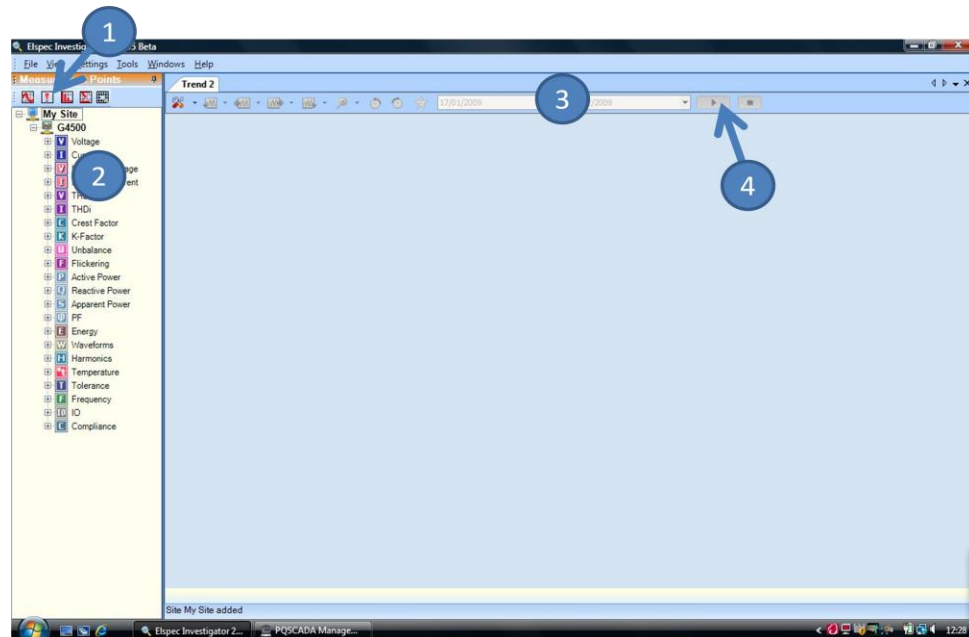 1
Elspec Investig 5 Beta
File ettings Tools Windows Help
Points
Trend 2
17/01/2009
3
/2009
4
My Site
G4500
Voltage
2
age
ent
THDi
Crest Factor
K-Factor
Unbalance
Flickering
Active Power
Reactive Power
Apparent Power
PF
Energy
Waveforms
Harmonics
Temperature
Tolerance
Frequency
IO
Compliance
Site My Site added
Elspec Investigator 2...
PQSCADA Manage...
12:28